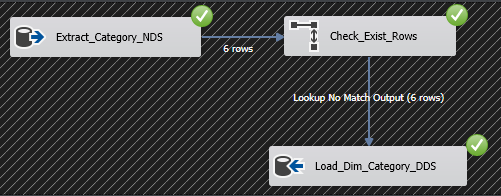 Extract_Category_NDS
Check_Exist_Rows
6 rows
Lookup No Match Output (6 rows)
Load_Dim_Category_DDS